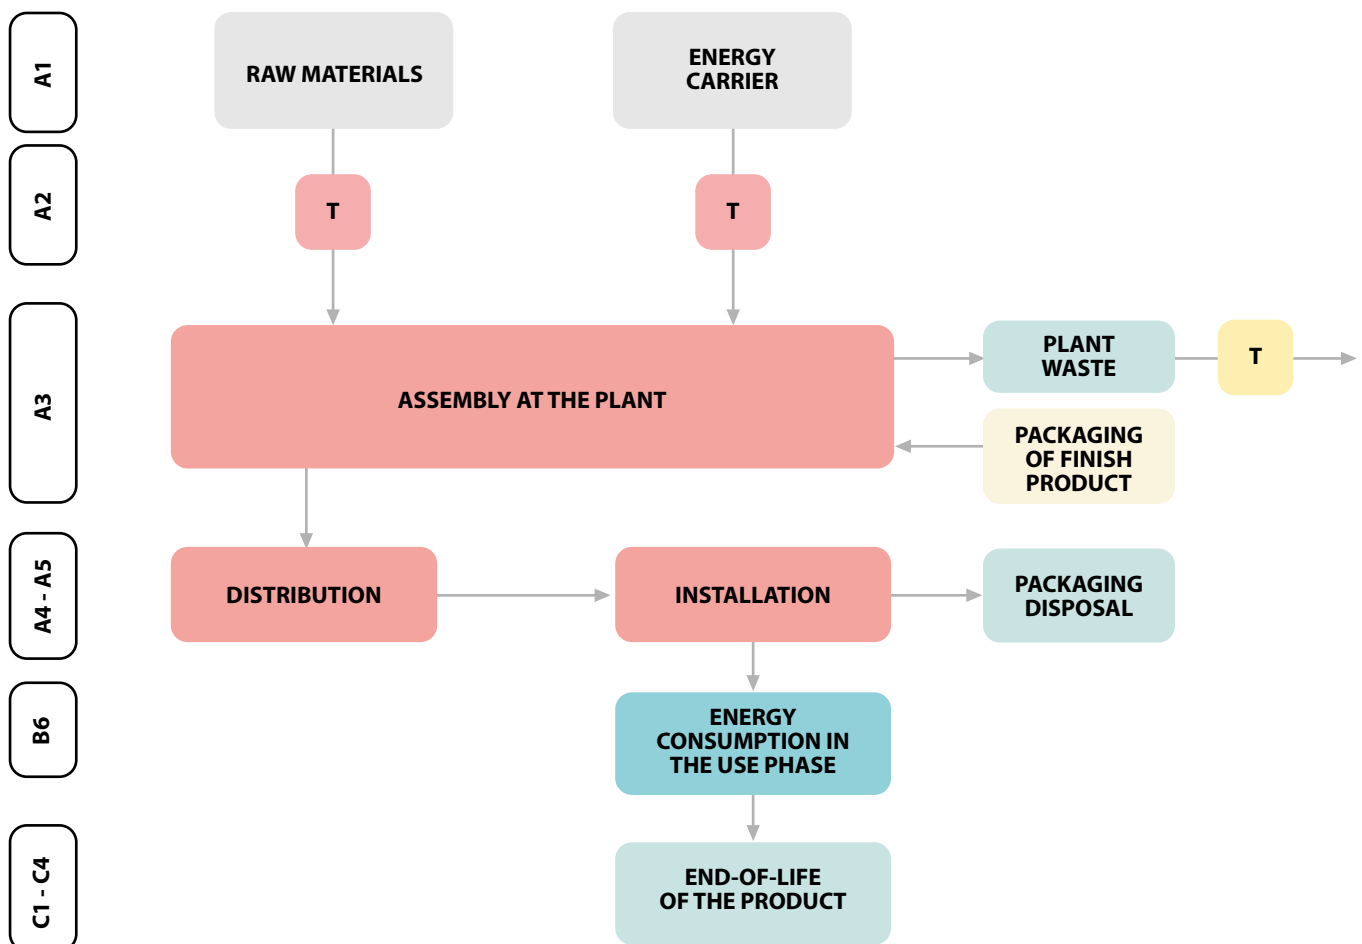 A1
RAW MATERIALS
ENERGY
CARRIER
A2
T
T
A3
ASSEMBLY AT THE PLANT
PLANT
WASTE
T
PACKAGING
OF FINISH
PRODUCT
A4 - A5
DISTRIBUTION
INSTALLATION
PACKAGING
DISPOSAL
B6
ENERGY
CONSUMPTION IN
THE USE PHASE
C1 - C4
END-OF-LIFE
OF THE PRODUCT